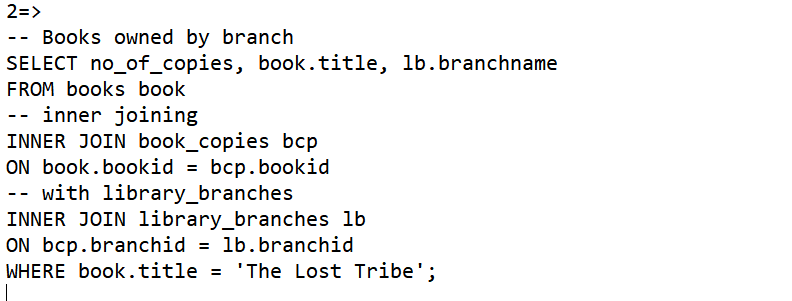 2=>
-- Books owned by branch
SELECT no_of_copies, book.title, lb.branchname
FROM books book
-- inner joining
INNER JOIN book_copies bcp
ON book.bookid = bcp.bookid
-- with library_branches
INNER JOIN library_branches lb
ON bcp.branchid = lb.branchid
WHERE book.title = 'The Lost Tribe';